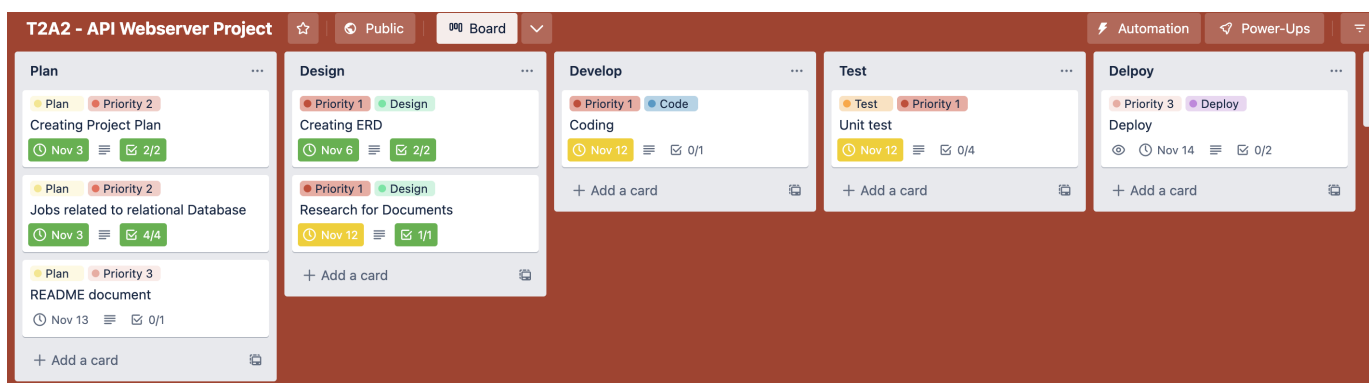 T2A2 - API Webserver Project Public Board Automation Power-Ups
Plan
Plan Priority 2
Creating Project Plan
Nov 3 2/2
Plan Priority 2
Jobs related to relational Database
Nov 3 4/4
Plan Priority 3
README document
Nov 13 0/1
+ Add a card
Design
Priority 1 Design
Creating ERD
Nov 6 2/2
Priority 1 Design
Research for Documents
Nov 12 1/1
+ Add a card
Develop
Priority 1 Code
Coding
Nov 12 0/1
+ Add a card
Test
Test Priority 1
Unit test
Nov 12 0/4
+ Add a card
Delpoy
Priority 3 Deploy
Deploy
Nov 14 0/2
+ Add a card